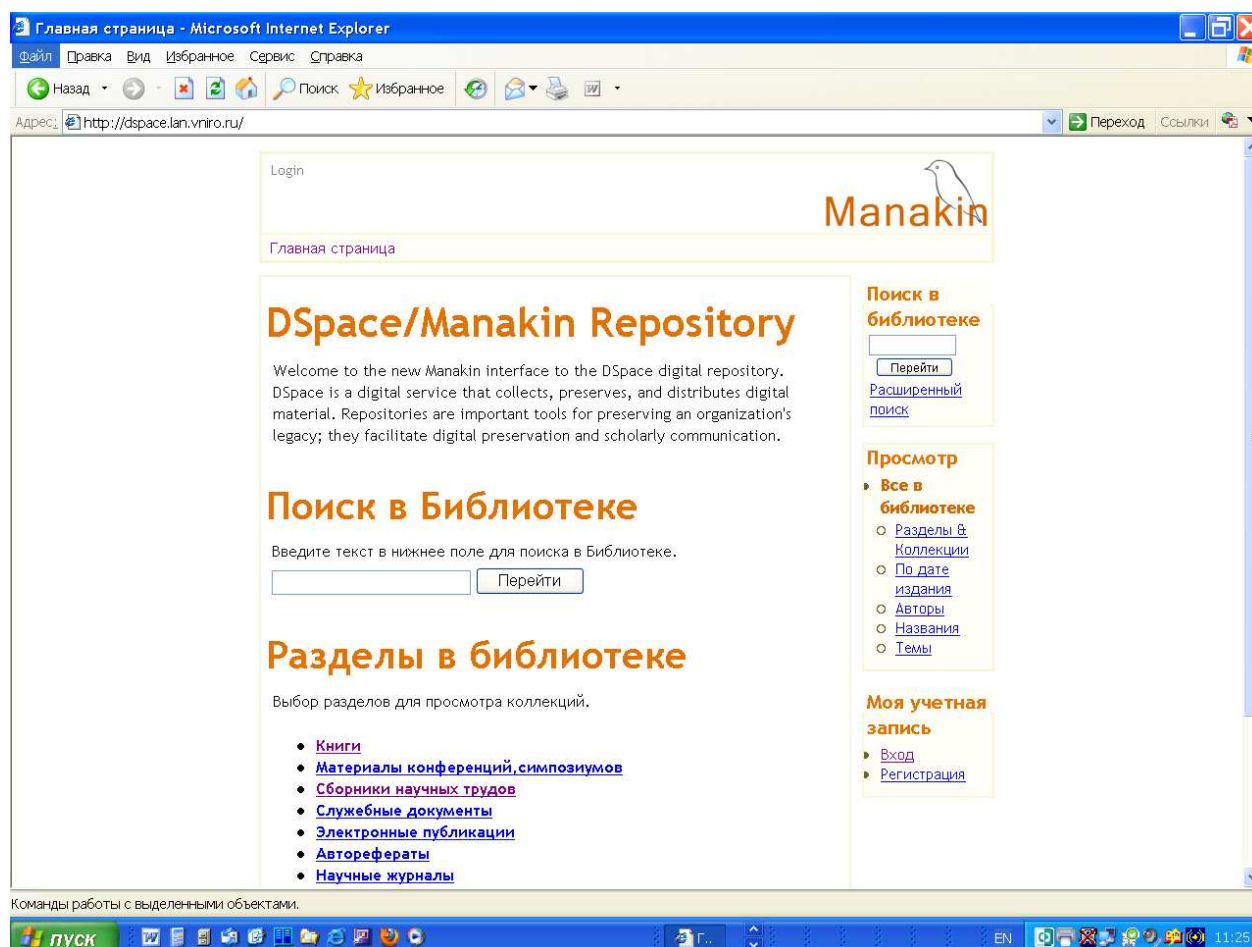 Главная страница - Microsoft Internet Explorer
Файл Правка Вид Избранное Сервис Справка
Назад Поиск Избранное
Адрес: http://dspace.lan.vniro.ru/ Переход Ссылки
Login
Manakin
Главная страница
DSpace/Manakin Repository
Welcome to the new Manakin interface to the DSpace digital repository.
DSpace is a digital service that collects, preserves, and distributes digital
material. Repositories are important tools for preserving an organization's
legacy; they facilitate digital preservation and scholarly communication.
Поиск в Библиотеке
Введите текст в нижнее поле для поиска в Библиотеке.
Перейти
Разделы в библиотеке
Выбор разделов для просмотра коллекций.
Книги
Материалы конференций,симпозиумов
Сборники научных трудов
Служебные документы
Электронные публикации
Авторефераты
Научные журналы
Поиск в
библиотеке
Перейти
Расширенный
поиск
Просмотр
Все в
библиотеке
Разделы &
Коллекции
По дате
издания
Авторы
Названия
Темы
Моя учетная
запись
Вход
Регистрация
Команды работы с выделенными объектами.
пуск Г.. EN 11:25